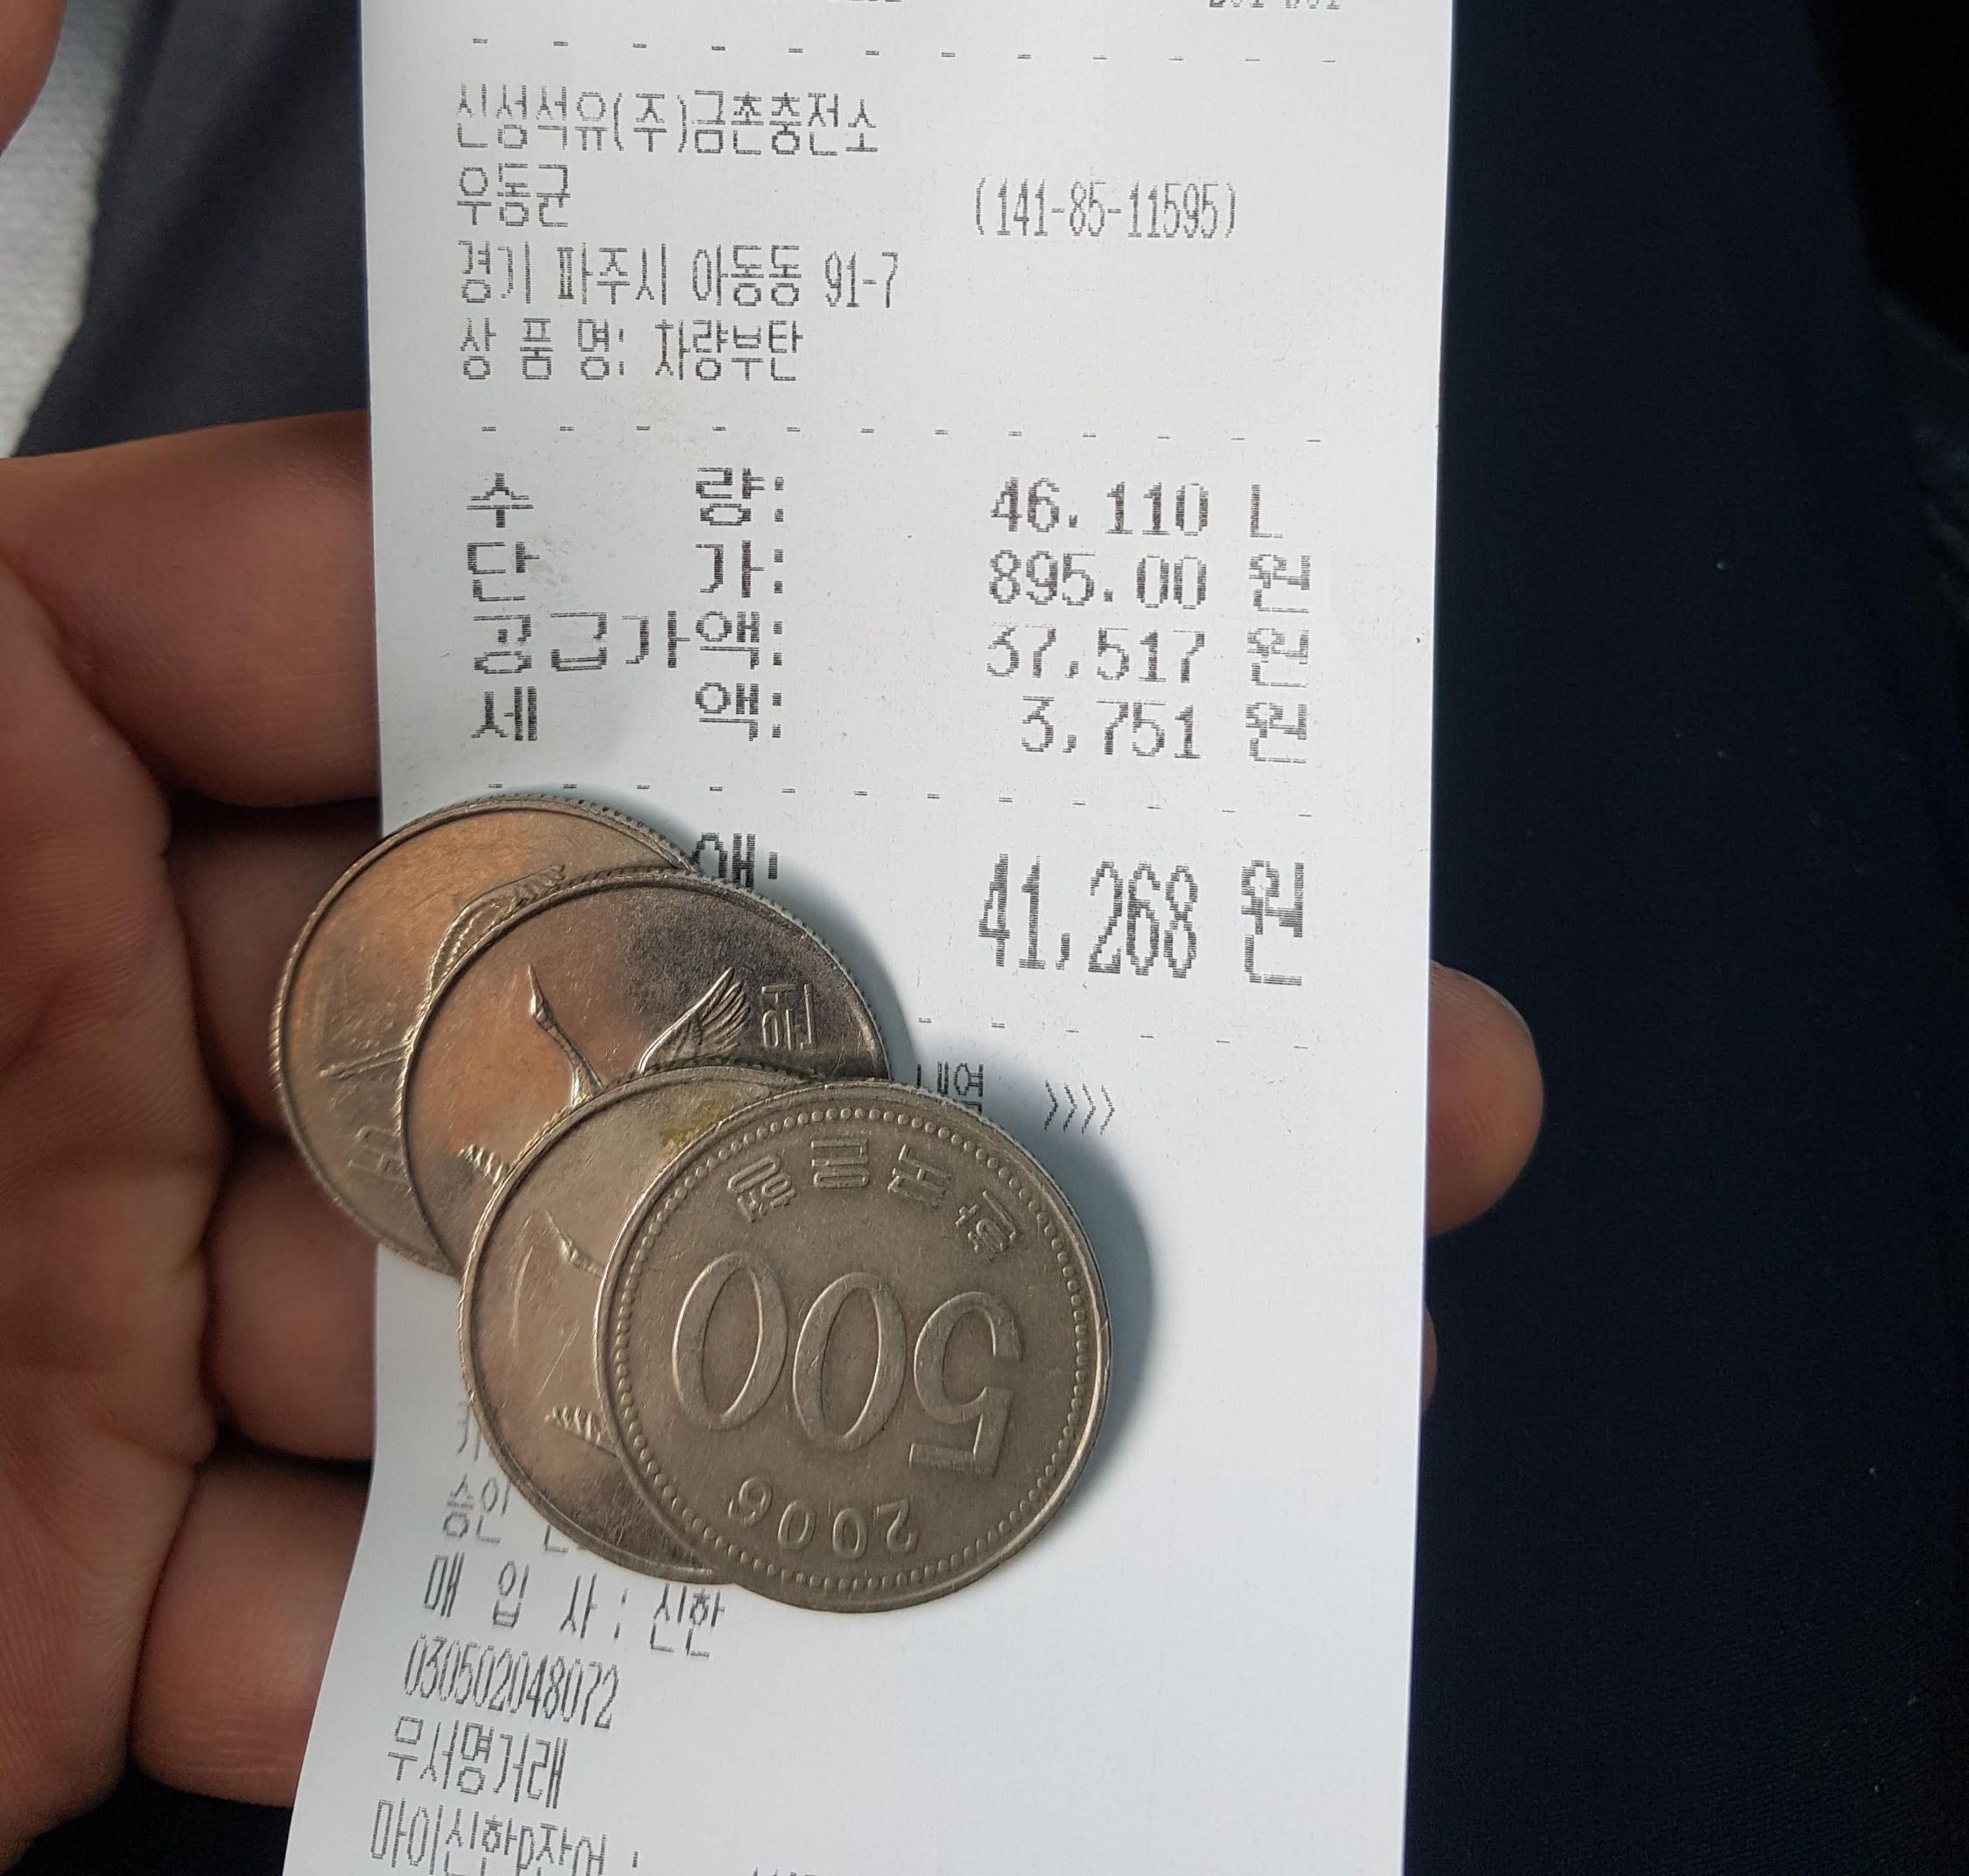 신성석유(주)금촌충전소
우동균 (141-85-11595)
경기 파주시 아동동 91-7
상 품 명: 차량부탄
수 량: 46.110 L
단 가: 895.00 원
공급가액: 37,517 원
세 액: 3,751 원
액: 41,268 원
》》
한국은행
500
2006
승인
매 입 사 : 신한
030502048072
무서명거래